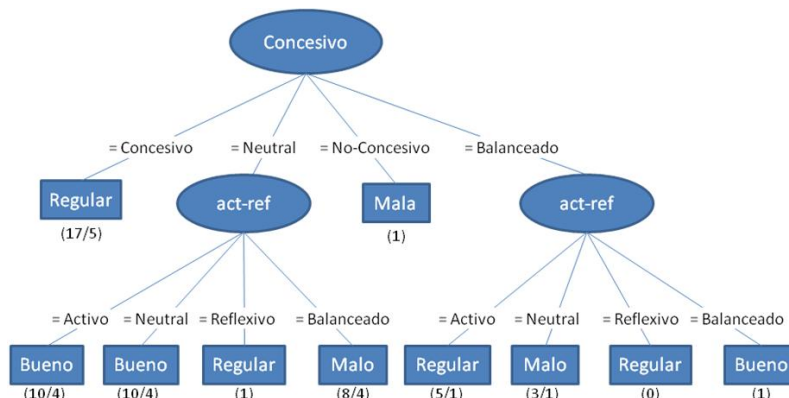 Concesivo
= Concesivo = Neutral = No-Concesivo = Balanceado
Regular act-ref Mala act-ref
(17/5) (1)
= Activo = Neutral = Reflexivo = Balanceado = Activo = Neutral = Reflexivo = Balanceado
Bueno Bueno Regular Malo Regular Malo Regular Bueno
(10/4) (10/4) (1) (8/4) (5/1) (3/1) (0) (1)